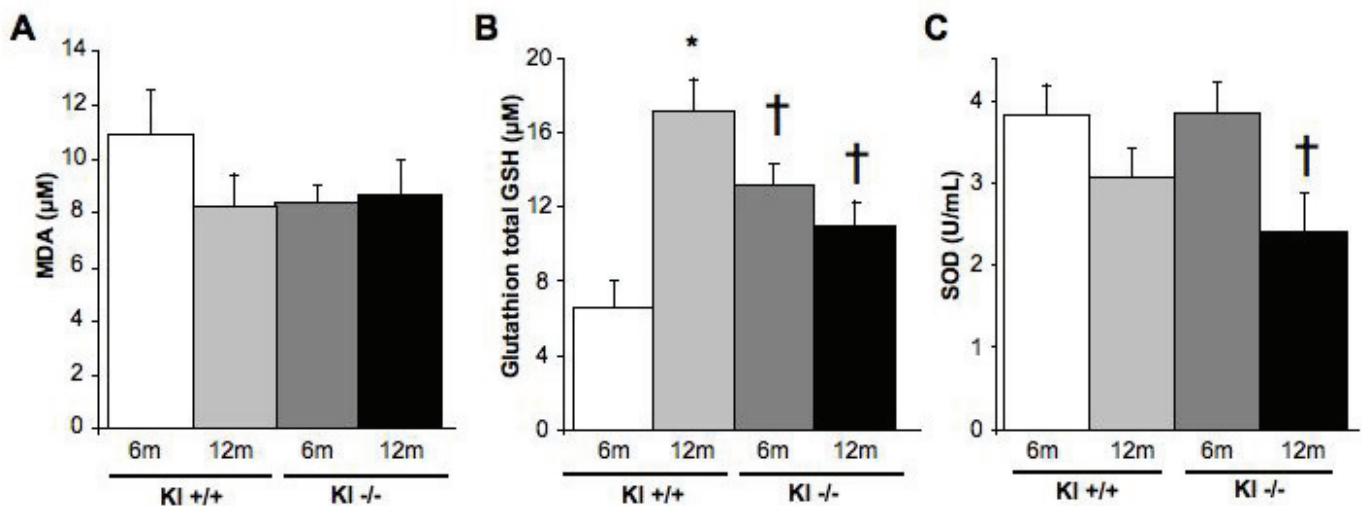 A
MDA (µM)
14
12
10
8
6
4
2
0
6m 12m 6m 12m
KI +/+ KI -/-
B
Glutathion total GSH (µM)
20
16
12
8
4
0
*
†
†
6m 12m 6m 12m
KI +/+ KI -/-
C
SOD (U/mL)
4
3
2
1
0
†
6m 12m 6m 12m
KI +/+ KI -/-